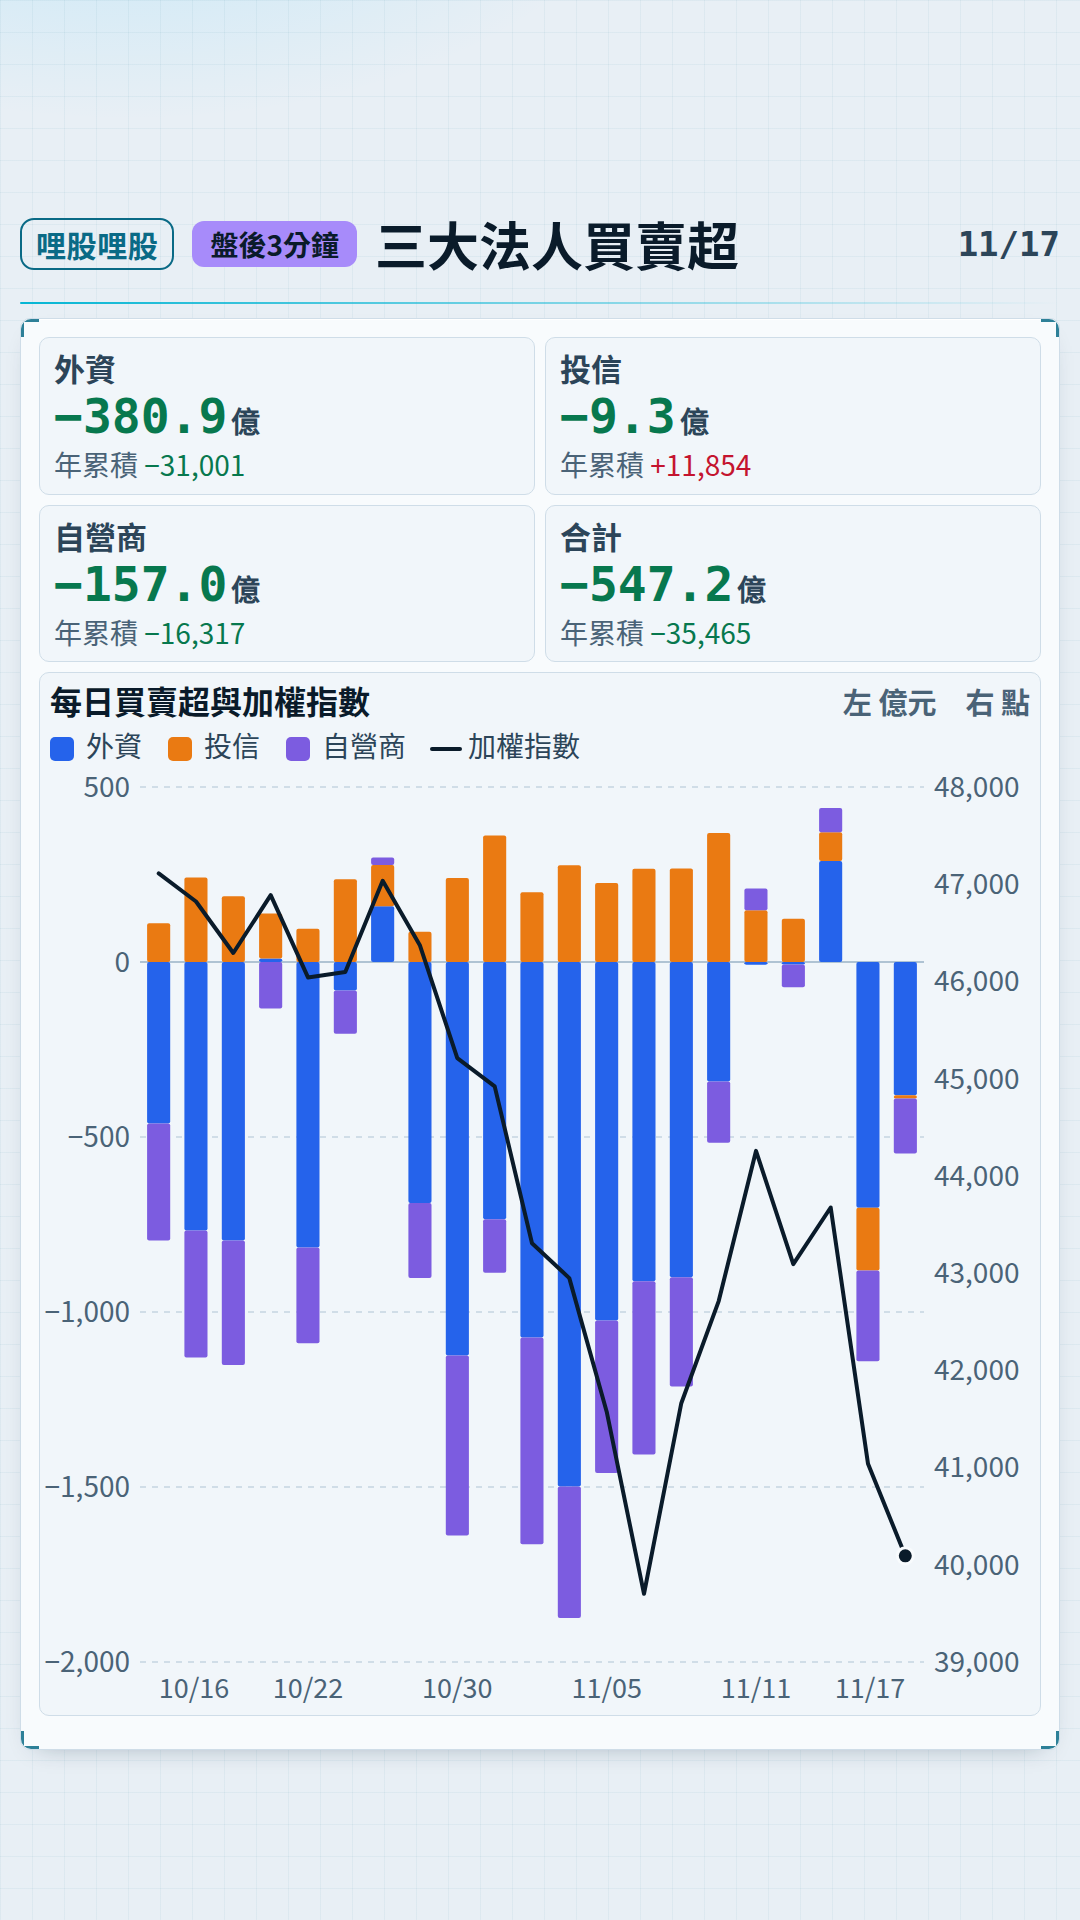 哩股哩股 盤後3分鐘 三大法人買賣超 11/17
外資
−380.9億
年累積 −31,001
投信
−9.3億
年累積 +11,854
自營商
−157.0億
年累積 −16,317
合計
−547.2億
年累積 −35,465
每日買賣超與加權指數 左 億元 右 點
外資 投信 自營商 加權指數
500 48,000
47,000
0
46,000
45,000
−500
44,000
43,000
−1,000
42,000
41,000
−1,500
40,000
−2,000 39,000
10/16 10/22 10/30 11/05 11/11 11/17